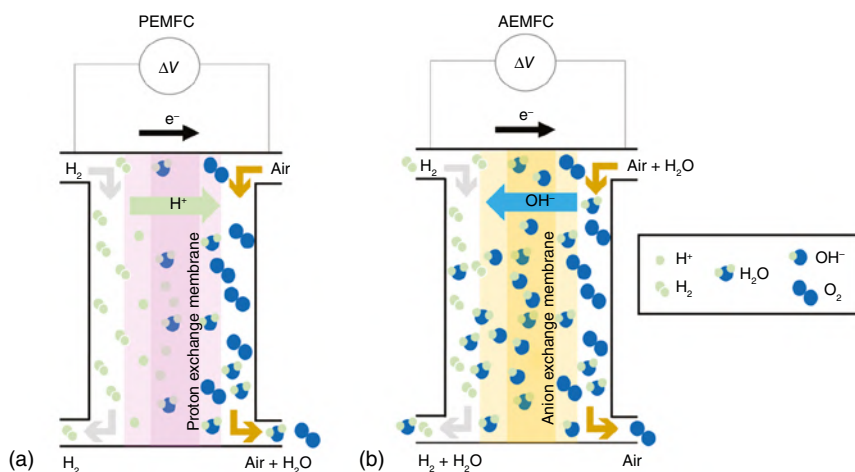 PEMFC
ΔV
e⁻
H₂
Air
H⁺
Proton exchange membrane
(a)
H₂
Air + H₂O
AEMFC
ΔV
e⁻
H₂
Air + H₂O
OH⁻
Anion exchange membrane
(b)
H₂ + H₂O
Air
H⁺
H₂O
OH⁻
H₂
O₂